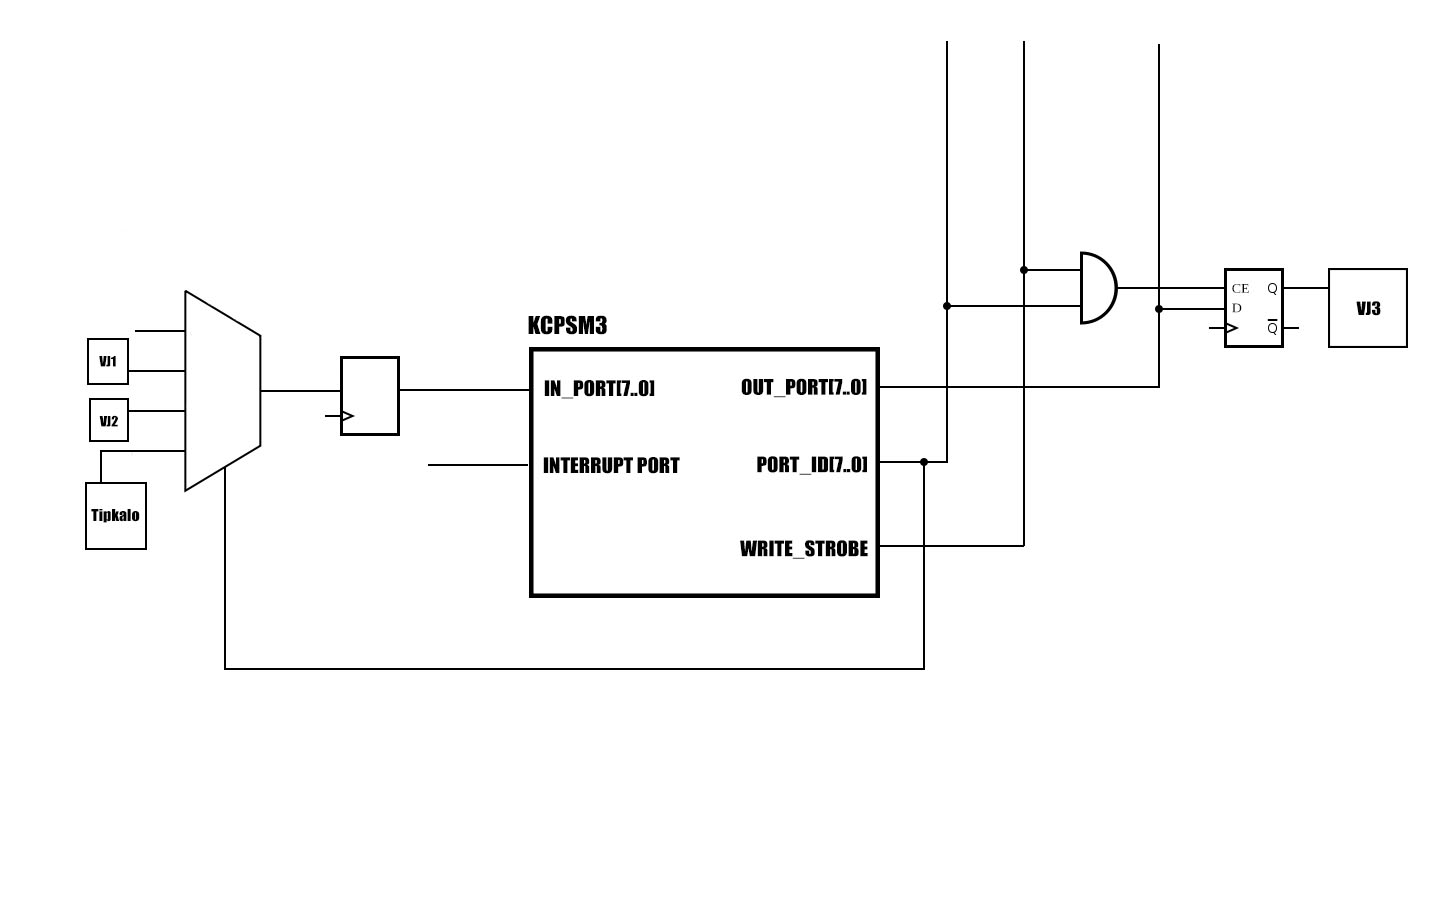 KCPSM3
VJ1
VJ2
Tipkalo
IN_PORT[7..0]
INTERRUPT PORT
OUT_PORT[7..0]
PORT_ID[7..0]
WRITE_STROBE
CE Q
D
Q̅
VJ3